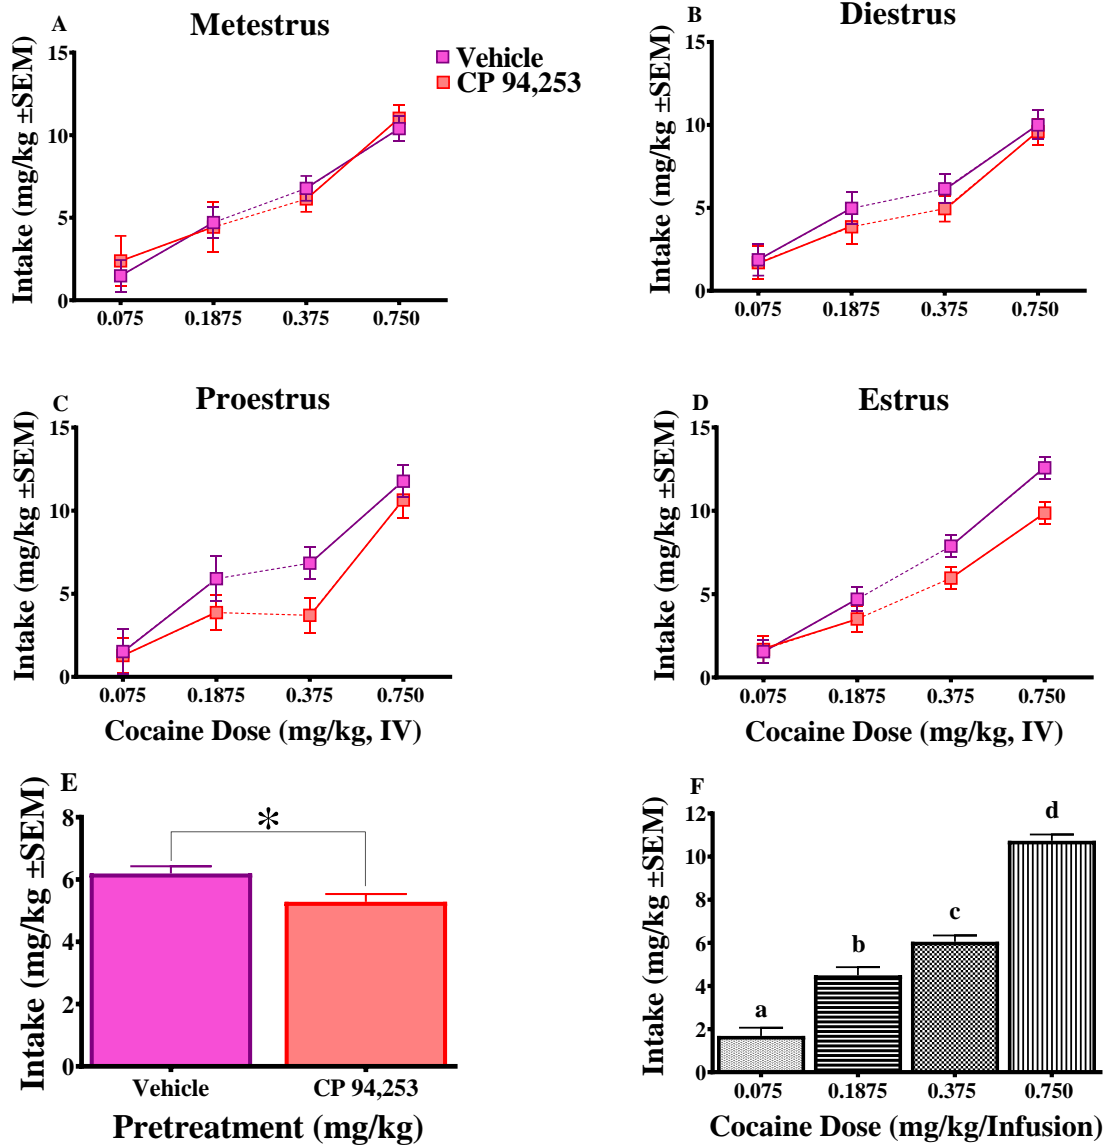 A
Metestrus
Vehicle
CP 94,253
Intake (mg/kg ±SEM)
15
10
5
0
0.075 0.1875 0.375 0.750
B
Diestrus
Intake (mg/kg ±SEM)
15
10
5
0
0.075 0.1875 0.375 0.750
C
Proestrus
Intake (mg/kg ±SEM)
15
10
5
0
0.075 0.1875 0.375 0.750
Cocaine Dose (mg/kg, IV)
D
Estrus
Intake (mg/kg ±SEM)
15
10
5
0
0.075 0.1875 0.375 0.750
Cocaine Dose (mg/kg, IV)
E
Intake (mg/kg ±SEM)
8
6
4
2
0
*
Vehicle CP 94,253
Pretreatment (mg/kg)
F
Intake (mg/kg ±SEM)
12
10
8
6
4
2
0
a b c d
0.075 0.1875 0.375 0.750
Cocaine Dose (mg/kg/Infusion)